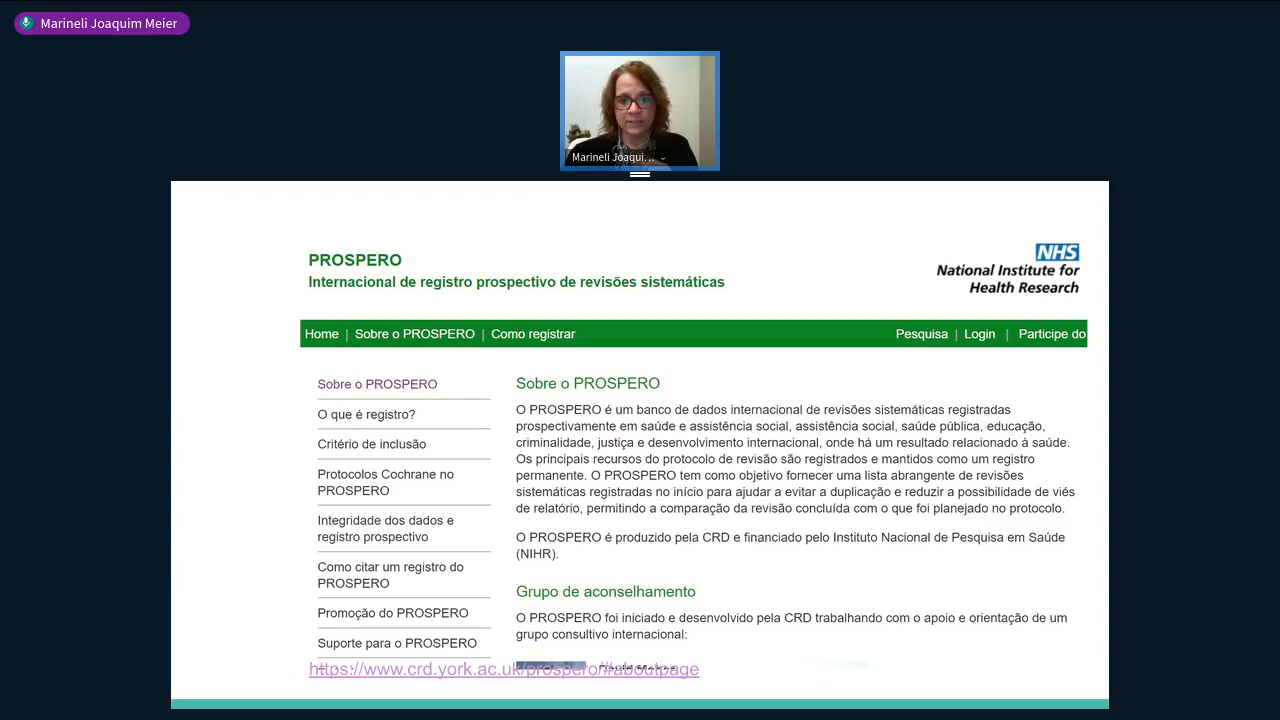 Marineli Joaquim Meier
Marineli Joaqui...
PROSPERO
Internacional de registro prospectivo de revisões sistemáticas
NHS
National Institute for
Health Research
Home | Sobre o PROSPERO | Como registrar
Pesquisa | Login | Participe do
Sobre o PROSPERO
O que é registro?
Critério de inclusão
Protocolos Cochrane no
PROSPERO
Integridade dos dados e
registro prospectivo
Como citar um registro do
PROSPERO
Promoção do PROSPERO
Suporte para o PROSPERO
Sobre o PROSPERO
O PROSPERO é um banco de dados internacional de revisões sistemáticas registradas
prospectivamente em saúde e assistência social, assistência social, saúde pública, educação,
criminalidade, justiça e desenvolvimento internacional, onde há um resultado relacionado à saúde.
Os principais recursos do protocolo de revisão são registrados e mantidos como um registro
permanente. O PROSPERO tem como objetivo fornecer uma lista abrangente de revisões
sistemáticas registradas no início para ajudar a evitar a duplicação e reduzir a possibilidade de viés
de relatório, permitindo a comparação da revisão concluída com o que foi planejado no protocolo.
O PROSPERO é produzido pela CRD e financiado pelo Instituto Nacional de Pesquisa em Saúde
(NIHR).
Grupo de aconselhamento
O PROSPERO foi iniciado e desenvolvido pela CRD trabalhando com o apoio e orientação de um
grupo consultivo internacional:
https://www.crd.york.ac.uk/prospero/#aboutpage